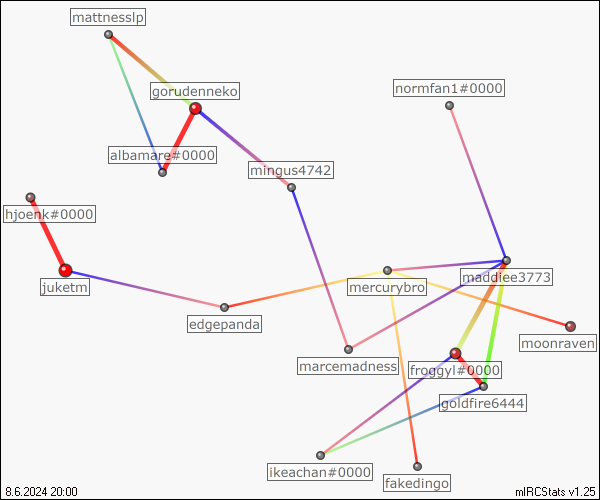 mattnesslp
gorudenneko
normfan1#0000
albamare#0000
mingus4742
hjoenk#0000
maddiee3773
juketm
mercurybro
edgepanda
moonraven
marcemadness
froggyl#0000
goldfire6444
ikeachan#0000
fakedingo
8.6.2024 20:00
mIRCStats v1.25